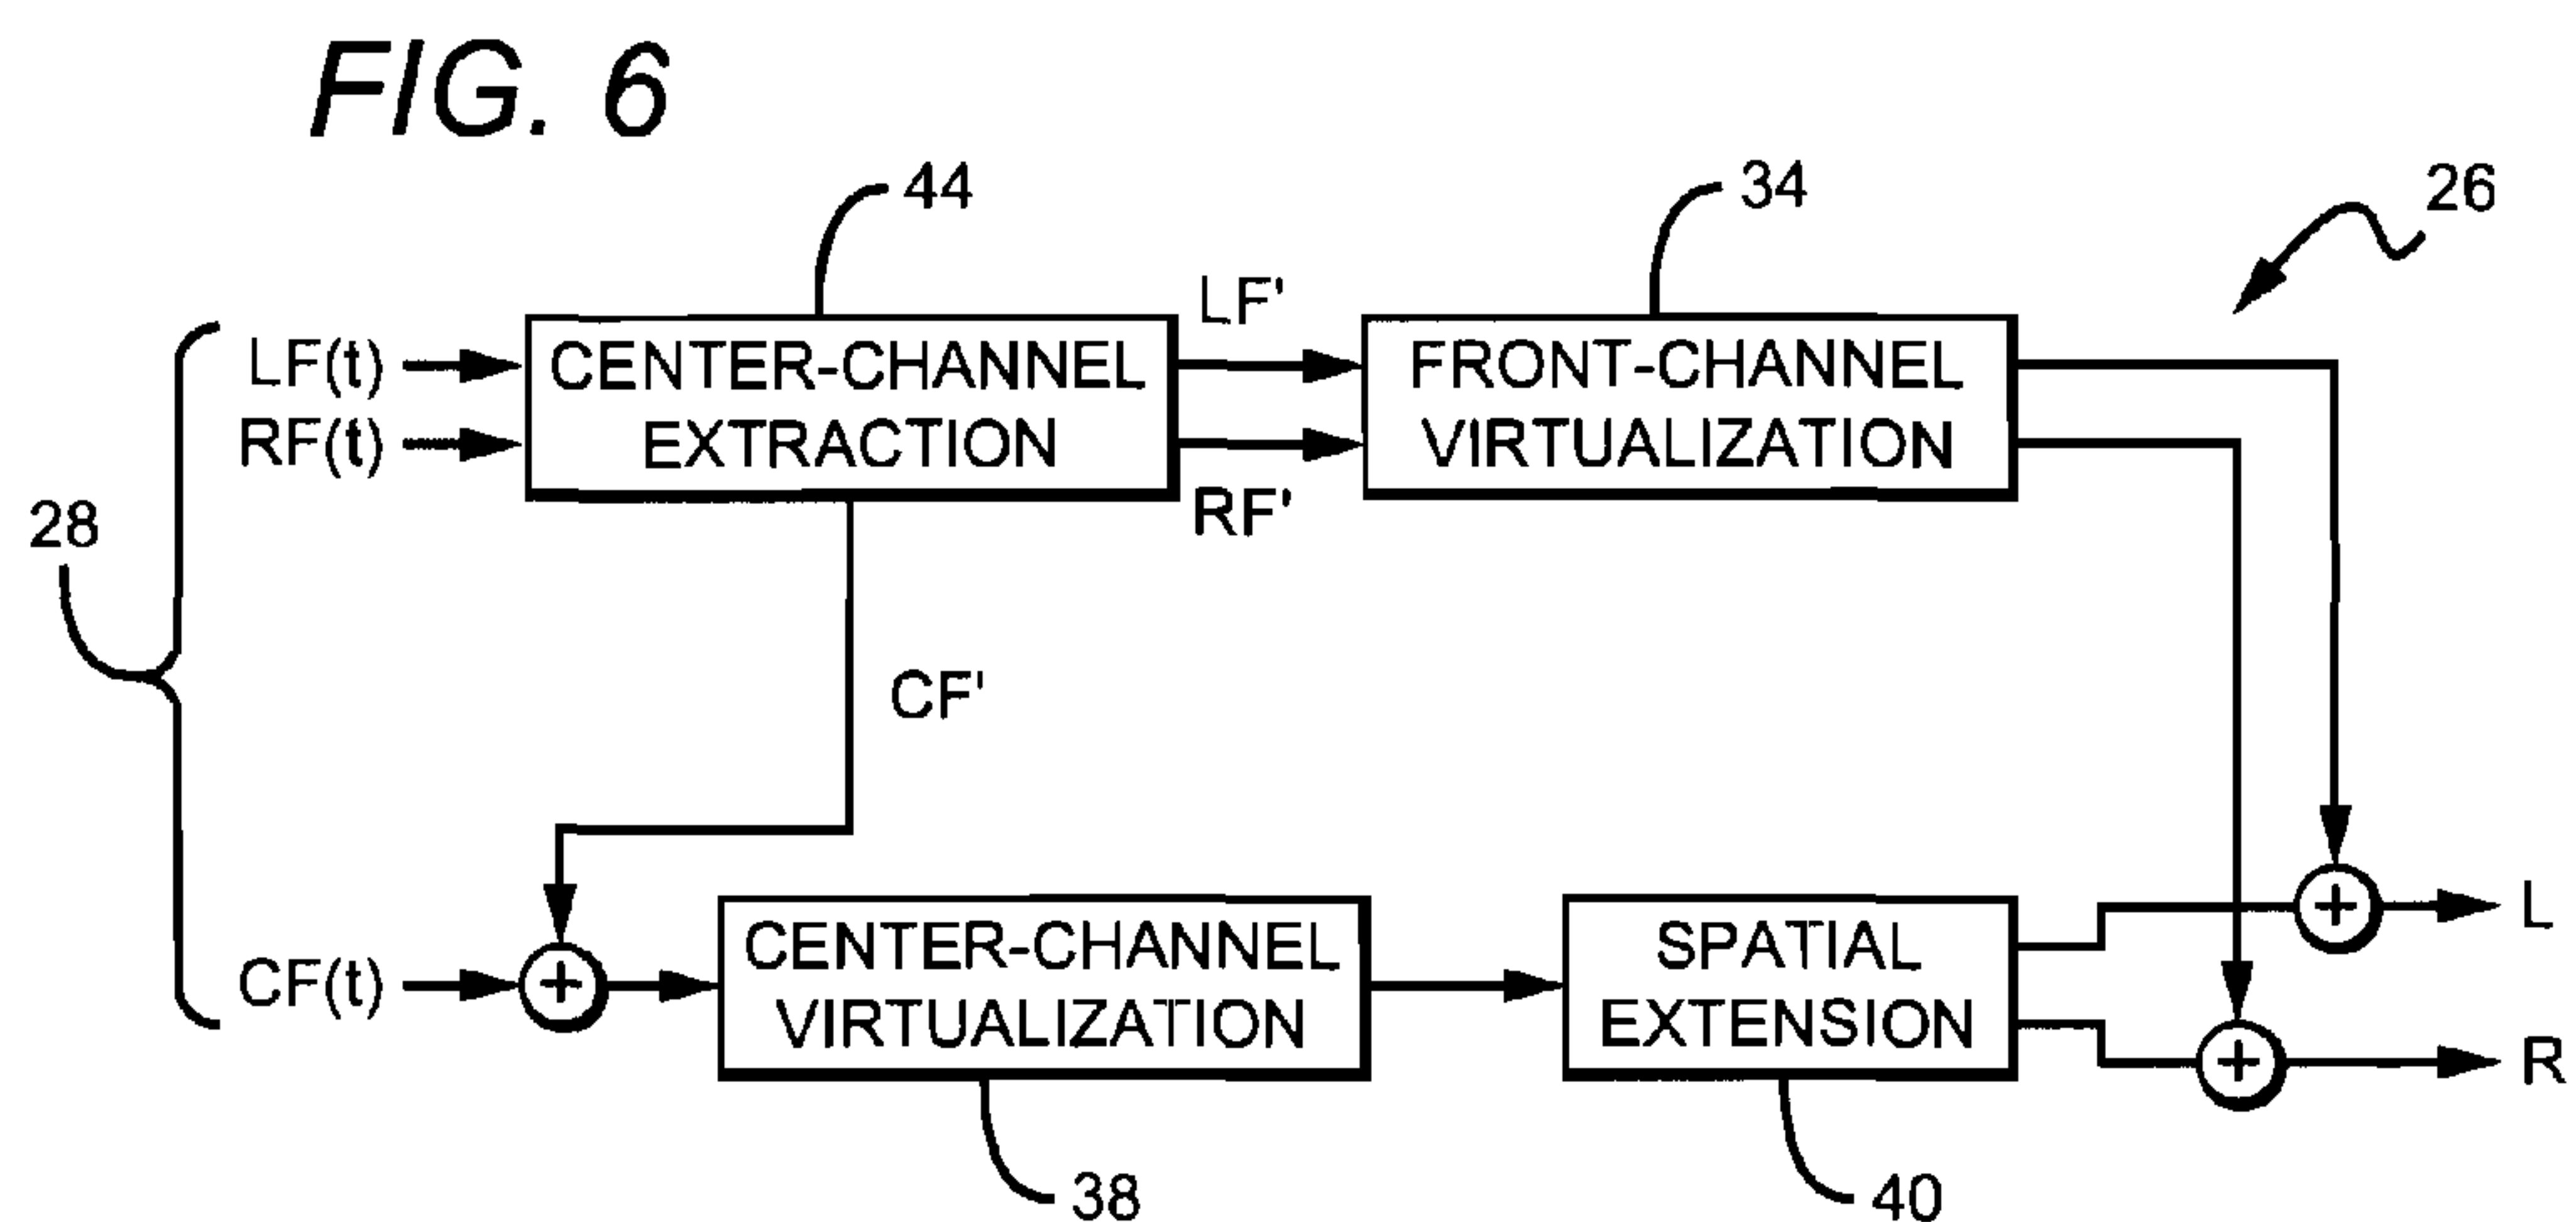 FIG. 6
44
34
26
LF(t)
RF(t)
CENTER-CHANNEL
EXTRACTION
LF'
RF'
FRONT-CHANNEL
VIRTUALIZATION
28
CF'
CF(t)
+
CENTER-CHANNEL
VIRTUALIZATION
SPATIAL
EXTENSION
+
L
+
R
38
40